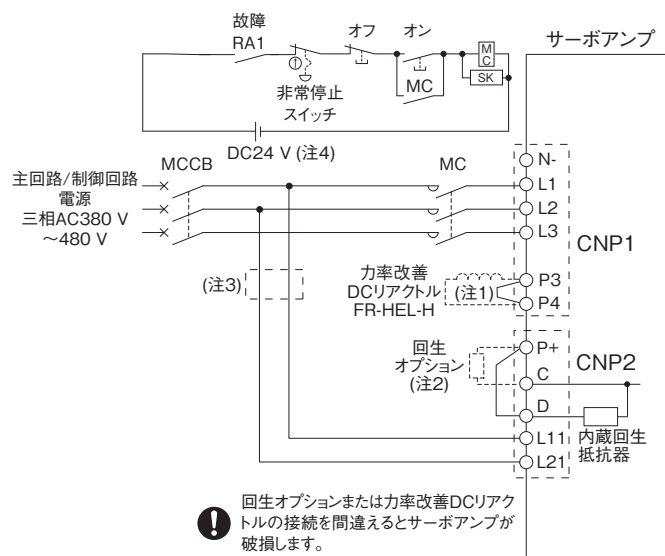 故障
RA1
オフ
オン
サーボアンプ
①
M
C
SK
MC
非常停止
スイッチ
DC24 V (注4)
MCCB
MC
主回路/制御回路
電源
三相AC380 V
～480 V
N-
L1
L2
L3
CNP1
(注3)
力率改善
DCリアクトル
FR-HEL-H
(注1)
P3
P4
回生
オプション
(注2)
P+
CNP2
C
D
内蔵回生
抵抗器
L11
L21
回生オプションまたは力率改善DCリアク
トルの接続を間違えるとサーボアンプが
破損します。